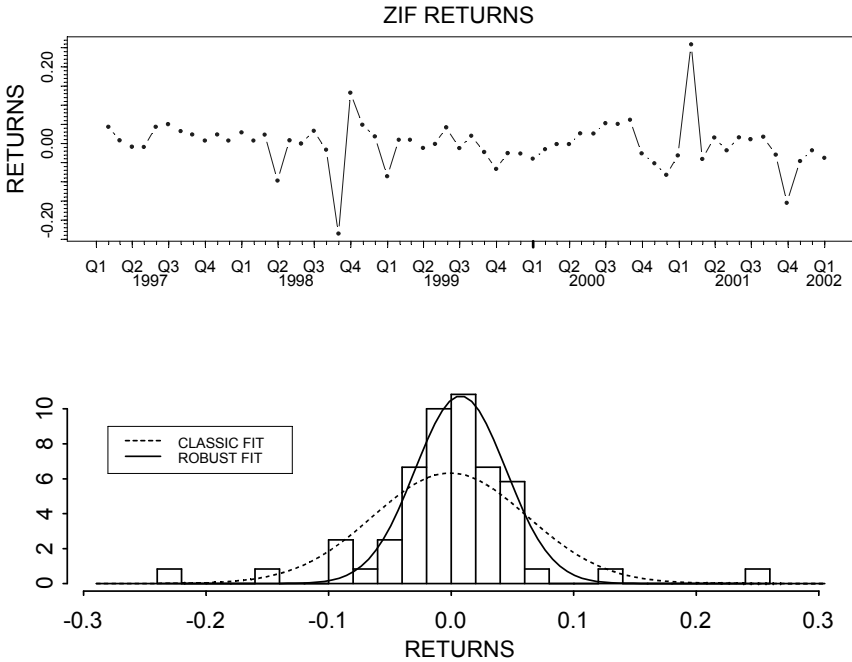 ZIF RETURNS
RETURNS
0.20
0.00
-0.20
Q1 Q2 Q3 Q4 Q1 Q2 Q3 Q4 Q1 Q2 Q3 Q4 Q1 Q2 Q3 Q4 Q1 Q2 Q3 Q4 Q1
1997 1998 1999 2000 2001 2002
10
8
6
4
2
0
CLASSIC FIT
ROBUST FIT
-0.3 -0.2 -0.1 0.0 0.1 0.2 0.3
RETURNS